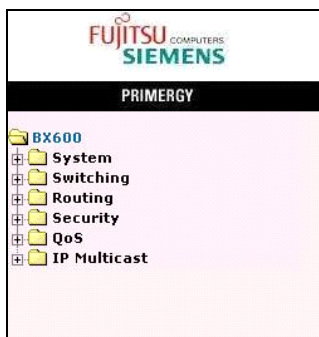 FUJITSU COMPUTERS
SIEMENS
PRIMERGY
BX600
System
Switching
Routing
Security
QoS
IP Multicast